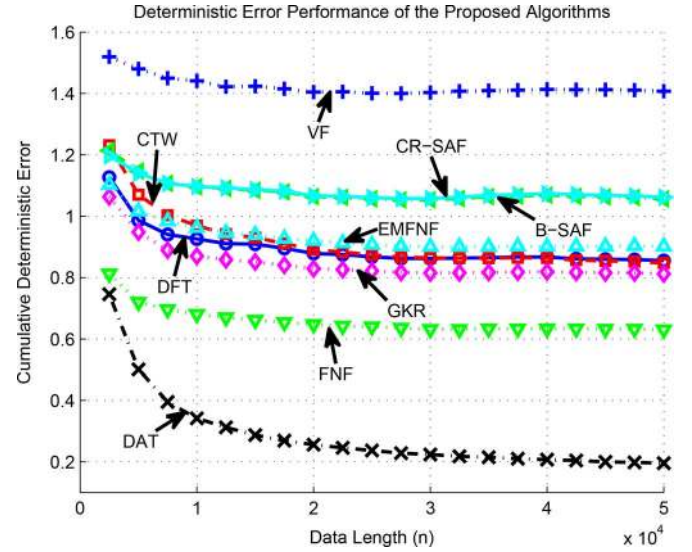 Deterministic Error Performance of the Proposed Algorithms
Cumulative Deterministic Error
1.6
1.4
1.2
1
0.8
0.6
0.4
0.2
VF
CTW
CR-SAF
B-SAF
EMFNF
DFT
GKR
FNF
DAT
0
1
2
3
4
5
Data Length (n)
x 10^4